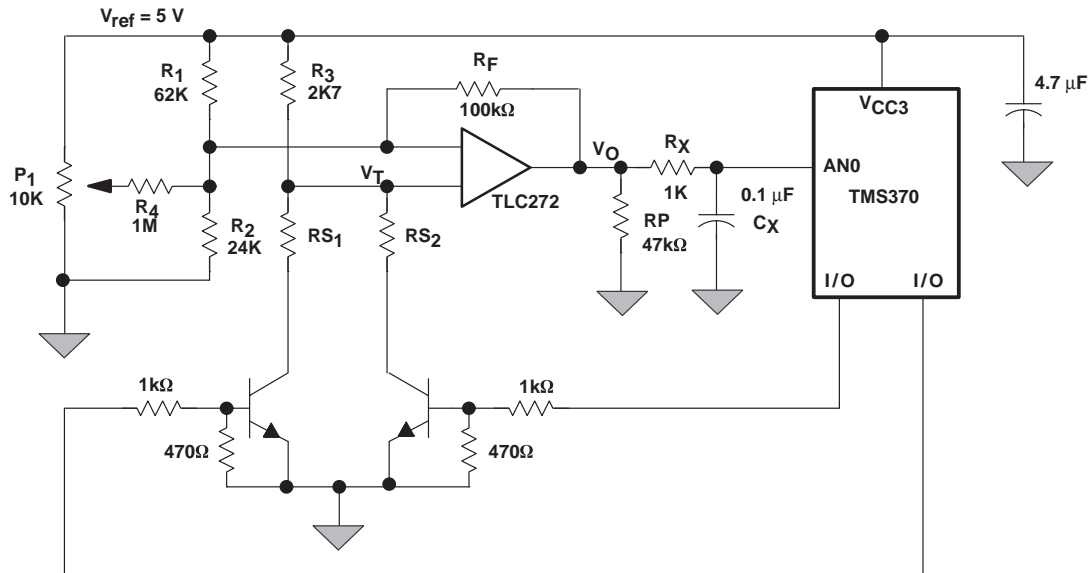 Vref = 5 V
R1
62K
R3
2K7
RF
100kΩ
4.7 μF
VCC3
P1
10K
R4
1M
R2
24K
VT
TLC272
VO
RX
1K
AN0
TMS370
0.1 μF
CX
RP
47kΩ
RS1
RS2
I/O
I/O
1kΩ
1kΩ
470Ω
470Ω